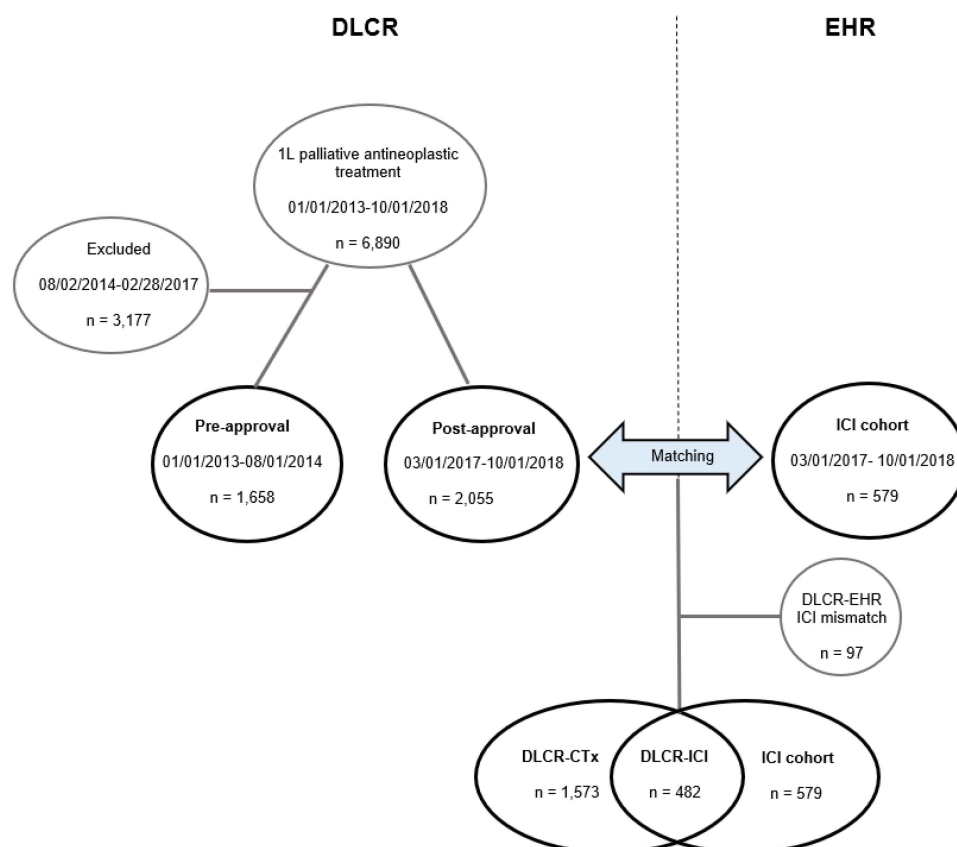 DLCR
EHR
1L palliative antineoplastic
treatment
01/01/2013-10/01/2018
n = 6,890
Excluded
08/02/2014-02/28/2017
n = 3,177
Pre-approval
01/01/2013-08/01/2014
n = 1,658
Post-approval
03/01/2017-10/01/2018
n = 2,055
Matching
ICI cohort
03/01/2017- 10/01/2018
n = 579
DLCR-EHR
ICI mismatch
n = 97
DLCR-CTx
n = 1,573
DLCR-ICI
n = 482
ICI cohort
n = 579